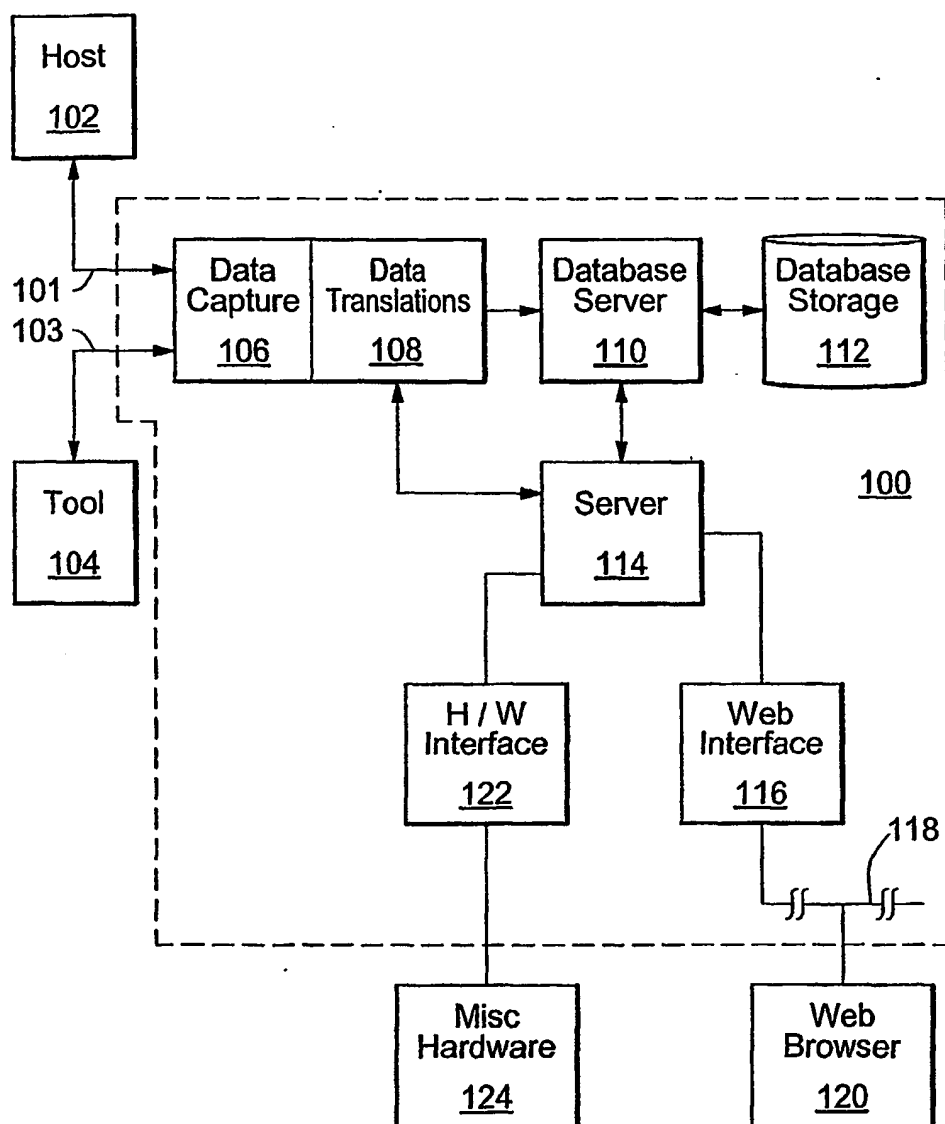 Host
102
101
103
Data
Capture
106
Data
Translations
108
Database
Server
110
Database
Storage
112
Tool
104
Server
114
100
H / W
Interface
122
Web
Interface
116
118
Misc
Hardware
124
Web
Browser
120